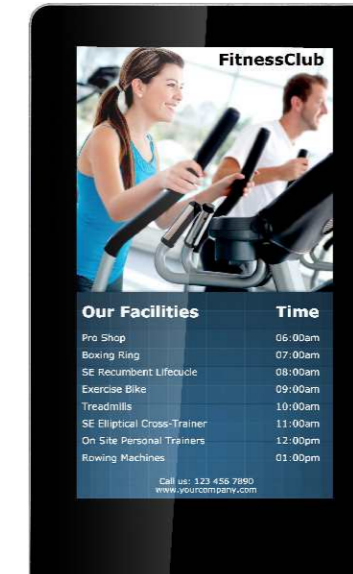 FitnessClub
Our Facilities Time
Pro Shop 06:00am
Boxing Ring 07:00am
SE Recumbent Lifecucle 08:00am
Exercise Bike 09:00am
Treadmills 10:00am
SE Elliptical Cross-Trainer 11:00am
On Site Personal Trainers 12:00pm
Rowing Machines 01:00pm
Call us: 123 456 7890
www.yourcompany.com